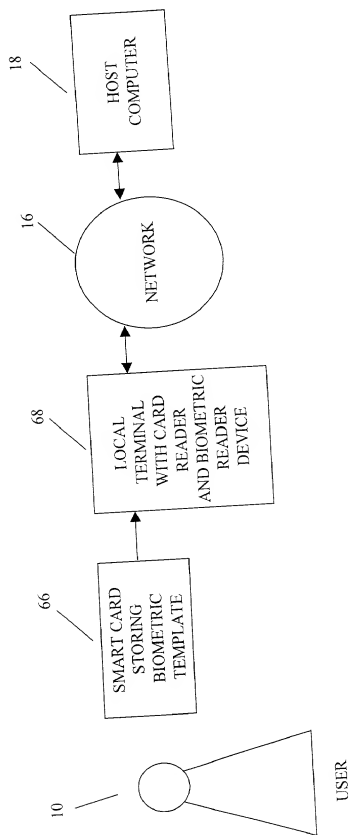 10
USER
66
SMART CARD
STORING
BIOMETRIC
TEMPLATE
68
LOCAL
TERMINAL
WITH CARD
READER
AND BIOMETRIC
READER
DEVICE
16
NETWORK
18
HOST
COMPUTER